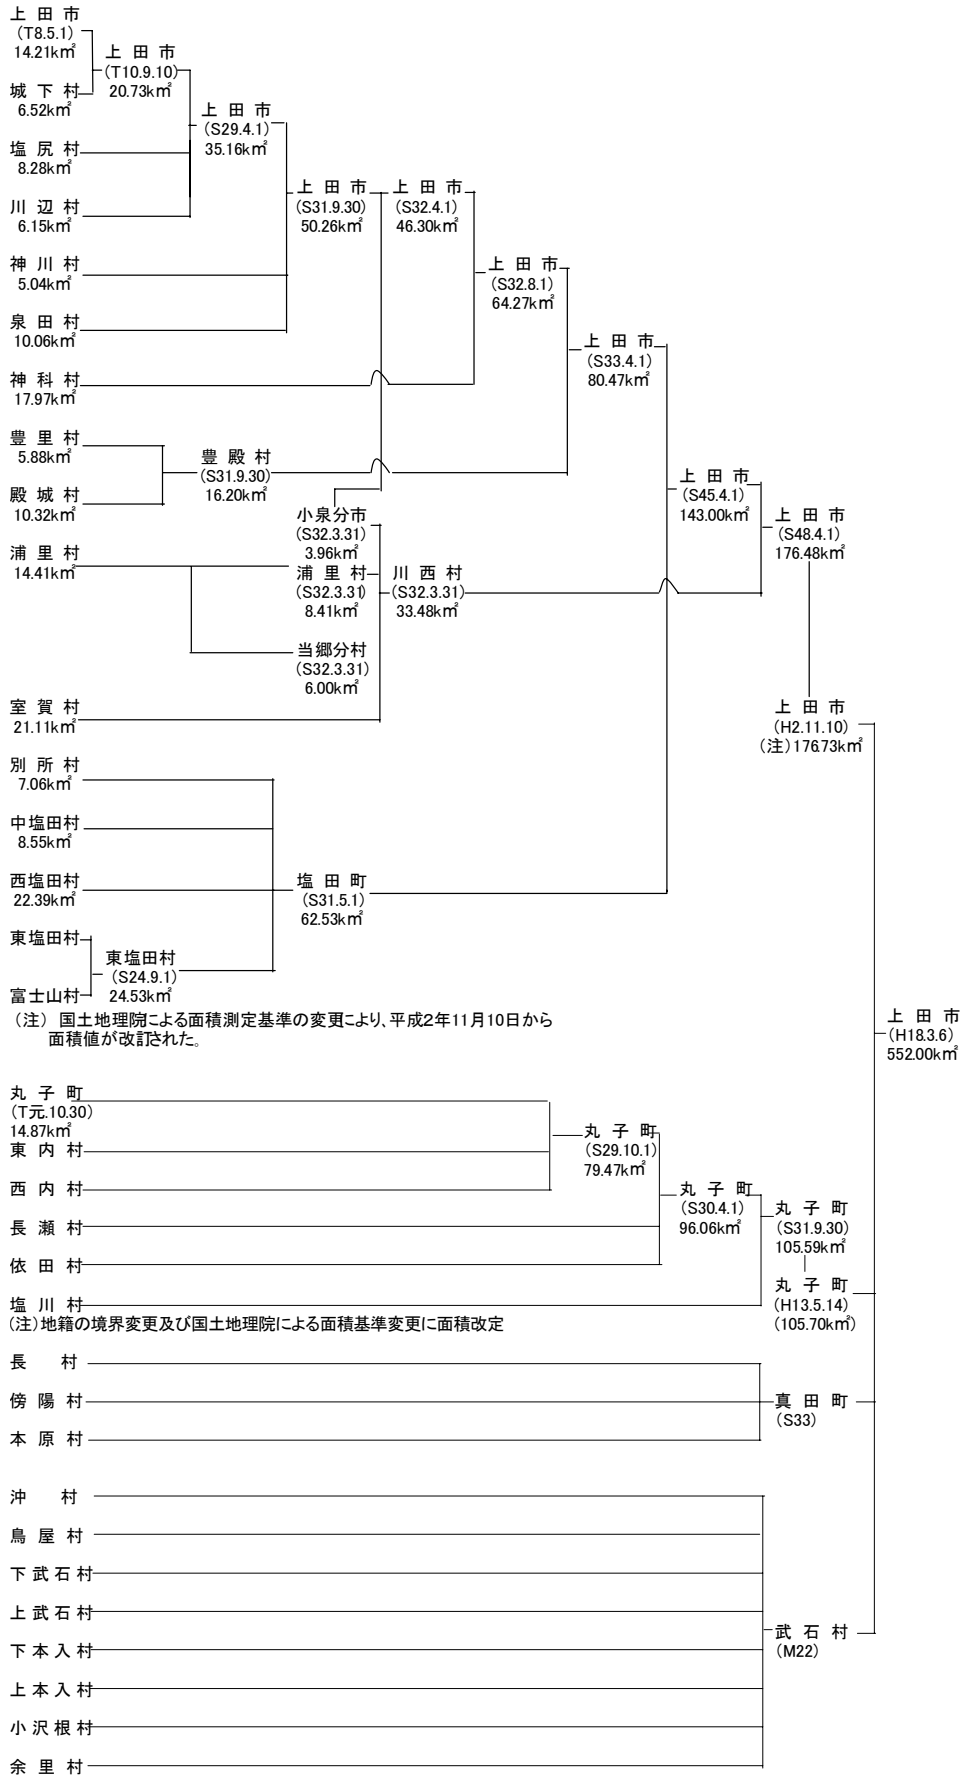 上田市
(T8.5.1)
14.21k㎡
城下村
6.52k㎡
上田市
(T10.9.10)
20.73k㎡
塩尻村
8.28k㎡
川辺村
6.15k㎡
上田市
(S29.4.1)
35.16k㎡
神川村
5.04k㎡
泉田村
10.06k㎡
上田市
(S31.9.30)
50.26k㎡
上田市
(S32.4.1)
46.30k㎡
神科村
17.97k㎡
上田市
(S32.8.1)
64.27k㎡
豊里村
5.88k㎡
殿城村
10.32k㎡
豊殿村
(S31.9.30)
16.20k㎡
上田市
(S33.4.1)
80.47k㎡
浦里村
14.41k㎡
小泉分市
(S32.3.31)
3.96k㎡
浦里村
(S32.3.31)
8.41k㎡
当郷分村
(S32.3.31)
6.00k㎡
川西村
(S32.3.31)
33.48k㎡
室賀村
21.11k㎡
上田市
(S45.4.1)
143.00k㎡
上田市
(S48.4.1)
176.48k㎡
上田市
(H2.11.10)
(注)176.73k㎡
別所村
7.06k㎡
中塩田村
8.55k㎡
西塩田村
22.39k㎡
東塩田村
富士山村
東塩田村
(S24.9.1)
24.53k㎡
塩田町
(S31.5.1)
62.53k㎡
(注) 国土地理院による面積測定基準の変更により、平成2年11月10日から
面積値が改訂された。
上田市
(H18.3.6)
552.00k㎡
丸子町
(T元.10.30)
14.87k㎡
東内村
西内村
丸子町
(S29.10.1)
79.47k㎡
長瀬村
依田村
丸子町
(S30.4.1)
96.06k㎡
塩川村
丸子町
(S31.9.30)
105.59k㎡
丸子町
(H13.5.14)
(105.70k㎡)
(注)地籍の境界変更及び国土地理院による面積基準変更に面積改定
長村
傍陽村
本原村
真田町
(S33)
沖村
鳥屋村
下武石村
上武石村
下本入村
上本入村
小沢根村
余里村
武石村
(M22)